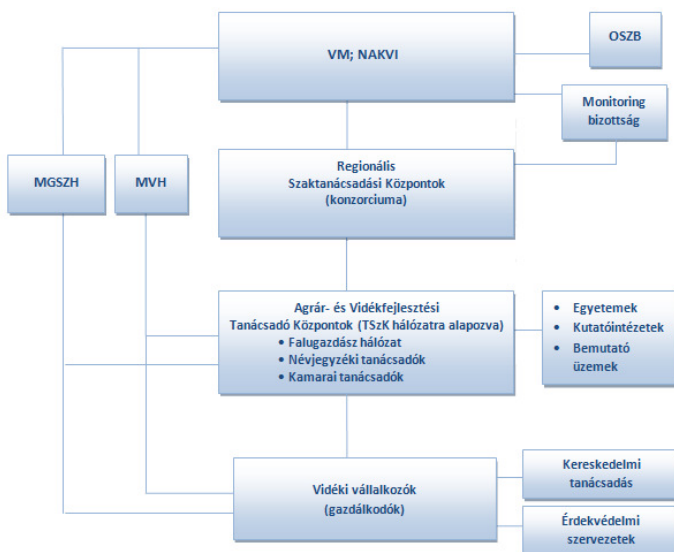 VM; NAKVI
OSZB
Monitoring
bizottság
MGSZH
MVH
Regionális
Szaktanácsadási Központok
(konzorciuma)
Agrár- és Vidékfejlesztési
Tanácsadó Központok (TSzK hálózatra alapozva)
• Falugazdász hálózat
• Névjegyzéki tanácsadók
• Kamarai tanácsadók
• Egyetemek
• Kutatóintézetek
• Bemutató
üzemek
Vidéki vállalkozók
(gazdálkodók)
Kereskedelmi
tanácsadás
Érdekvédelmi
szervezetek